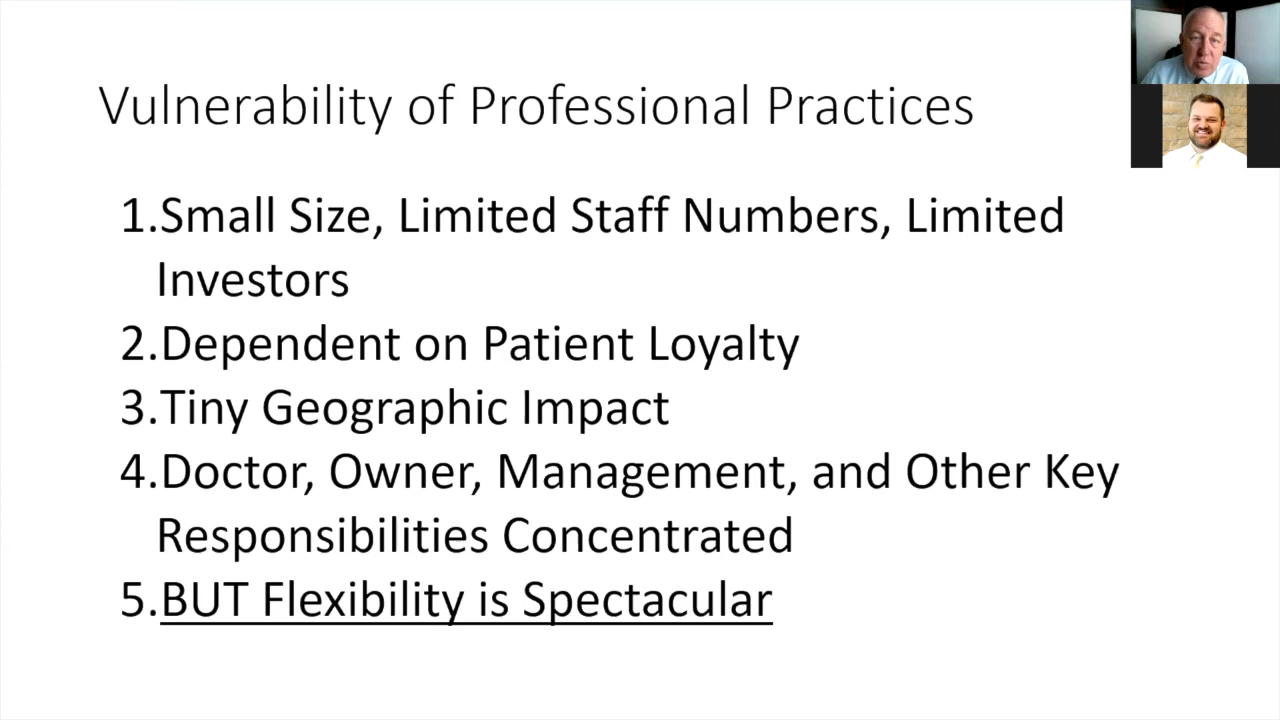 Vulnerability of Professional Practices
1.Small Size, Limited Staff Numbers, Limited
Investors
2.Dependent on Patient Loyalty
3.Tiny Geographic Impact
4.Doctor, Owner, Management, and Other Key
Responsibilities Concentrated
5.BUT Flexibility is Spectacular